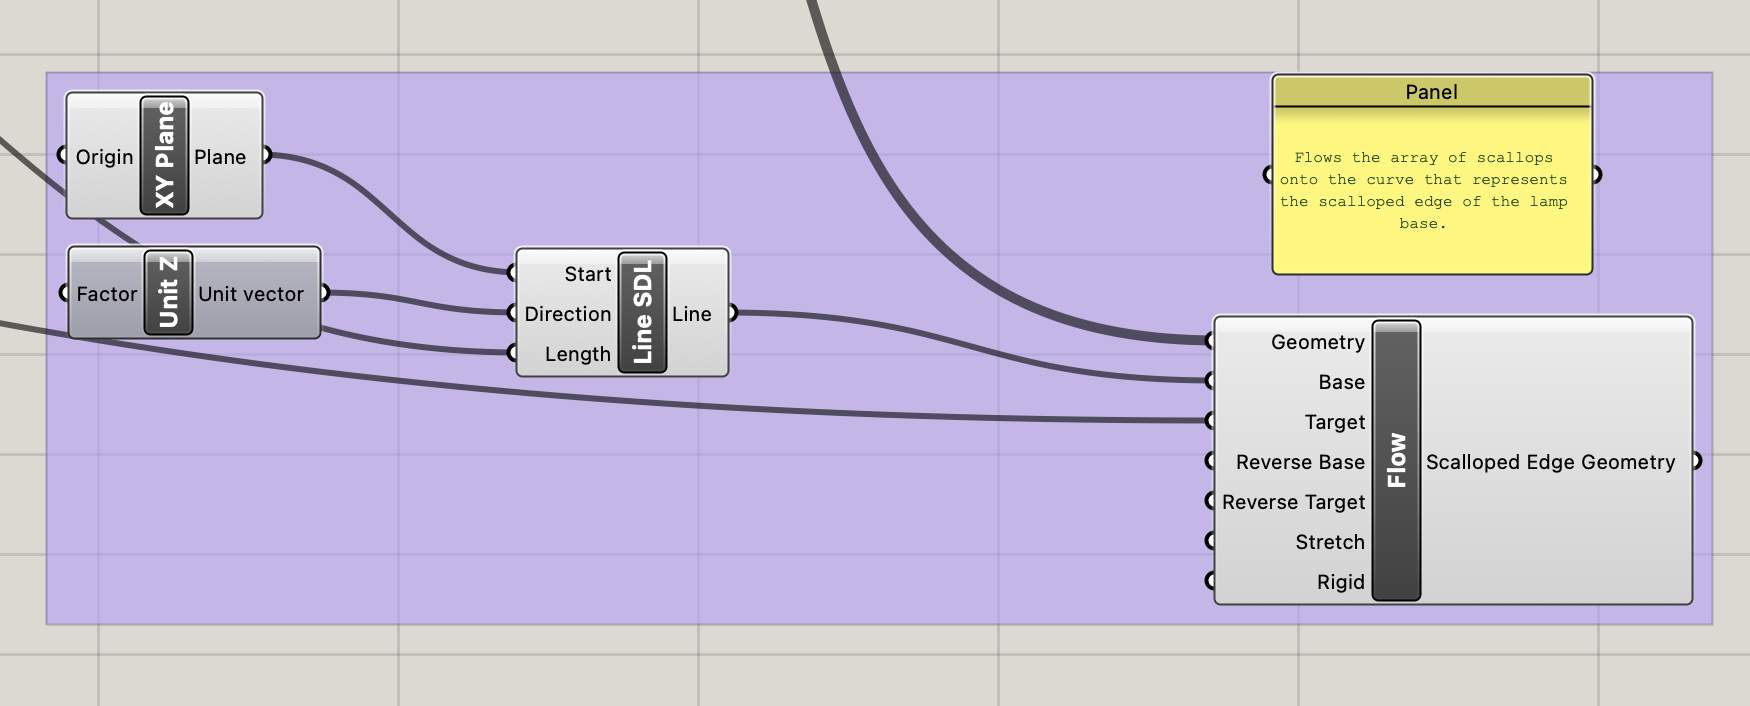 Panel
Flows the array of scallops
onto the curve that represents
the scalloped edge of the lamp
base.
Origin
XY Plane
Plane
Factor
Unit Z
Unit vector
Start
Direction
Length
Line SDL
Line
Geometry
Base
Target
Reverse Base
Reverse Target
Stretch
Rigid
Flow
Scalloped Edge Geometry